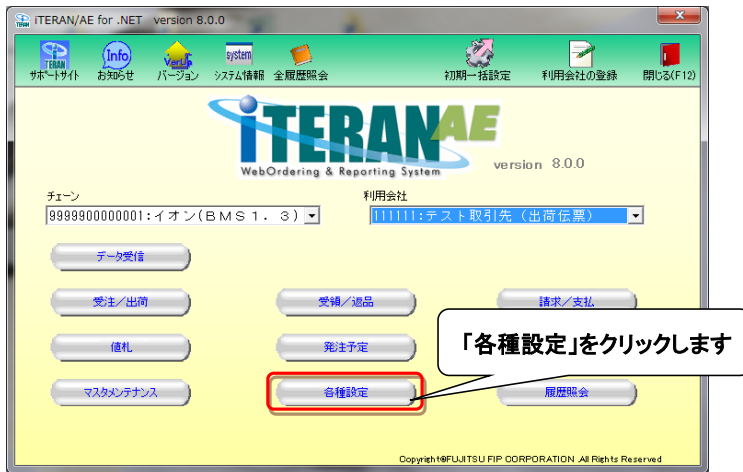 iTERAN/AE for .NET version 8.0.0
iTERAN Info VerUp system
サポートサイト お知らせ バージョン システム情報 全履歴照会 初期一括設定 利用会社の登録 閉じる(F12)
iTERAN AE
WebOrdering & Reporting System
version 8.0.0
チェーン 利用会社
9999900000001:イオン(BMS1．3) 111111:テスト取引先（出荷伝票）
データ受信
受注／出荷 受領／返品 請求／支払
値札 発注予定
「各種設定」をクリックします
マスタメンテナンス 各種設定 履歴照会
Copyright©FUJITSU FIP CORPORATION .All Rights Reserved